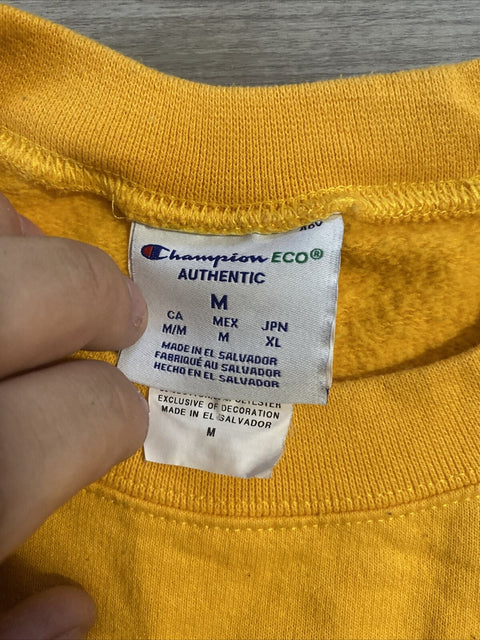 Champion ECO®
AUTHENTIC
M
CA MEX JPN
M/M M XL
MADE IN EL SALVADOR
FABRIQUÉ AU SALVADOR
HECHO EN EL SALVADOR
EXCLUSIVE OF DECORATION
MADE IN EL SALVADOR
M